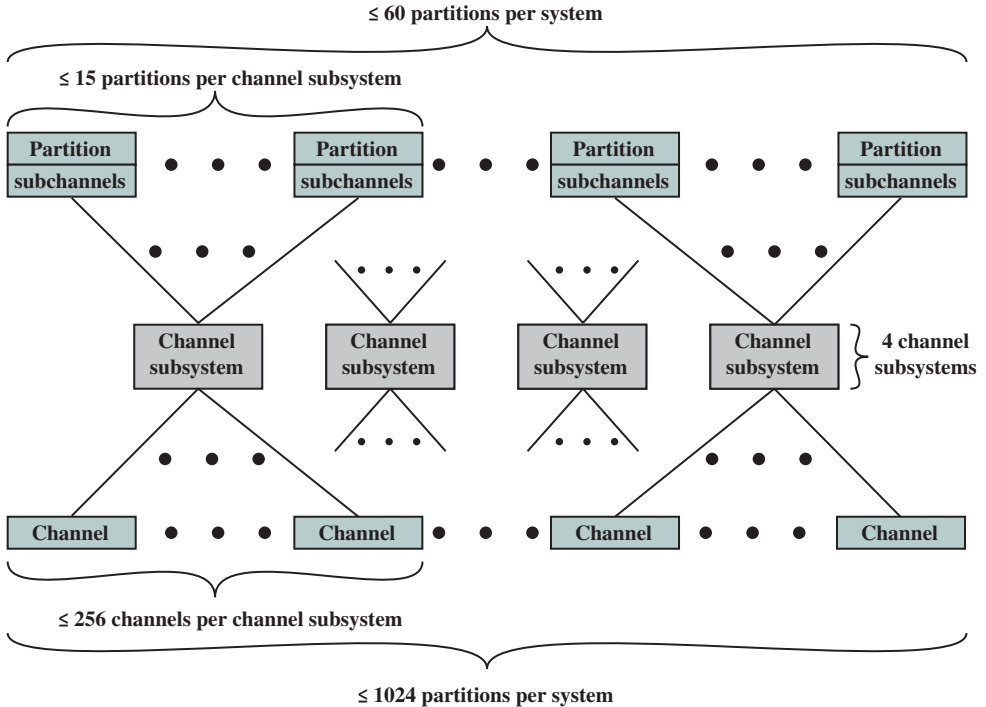 ≤ 60 partitions per system
≤ 15 partitions per channel subsystem
Partition
subchannels
Partition
subchannels
Partition
subchannels
Partition
subchannels
Channel
subsystem
Channel
subsystem
Channel
subsystem
Channel
subsystem
4 channel
subsystems
Channel
Channel
Channel
Channel
≤ 256 channels per channel subsystem
≤ 1024 partitions per system